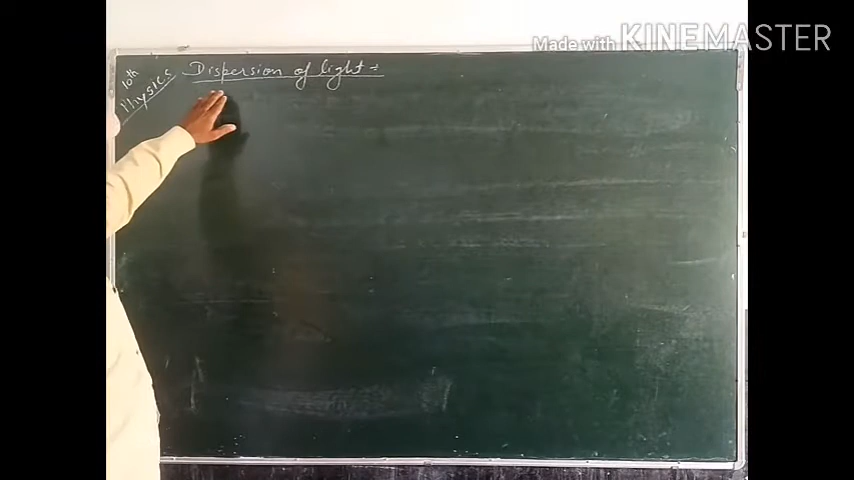 Made with KINEMASTER
10th
Physics
Dispersion of light :-